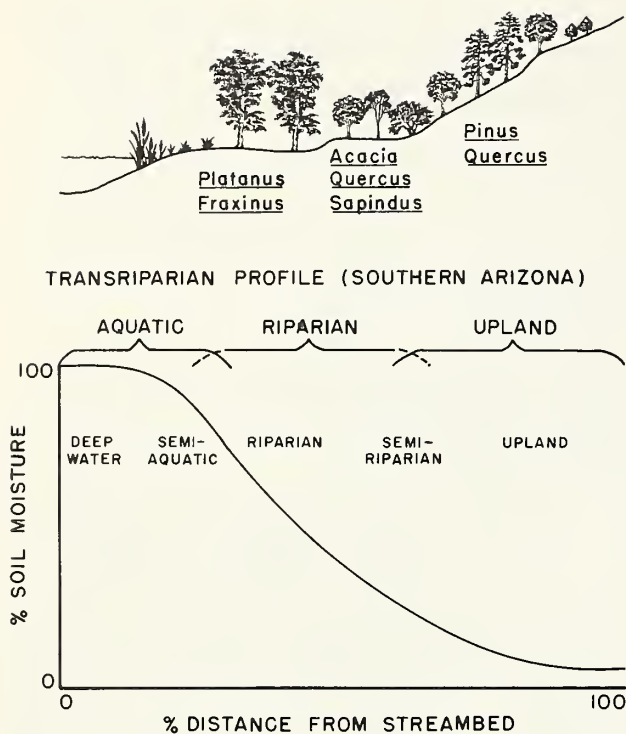 Platanus
Fraxinus
Acacia
Quercus
Sapindus
Pinus
Quercus
TRANSRIPARIAN PROFILE (SOUTHERN ARIZONA)
AQUATIC RIPARIAN UPLAND
100
DEEP WATER
SEMI-AQUATIC
RIPARIAN
SEMI-RIPARIAN
UPLAND
% SOIL MOISTURE
0
0 100
% DISTANCE FROM STREAMBED